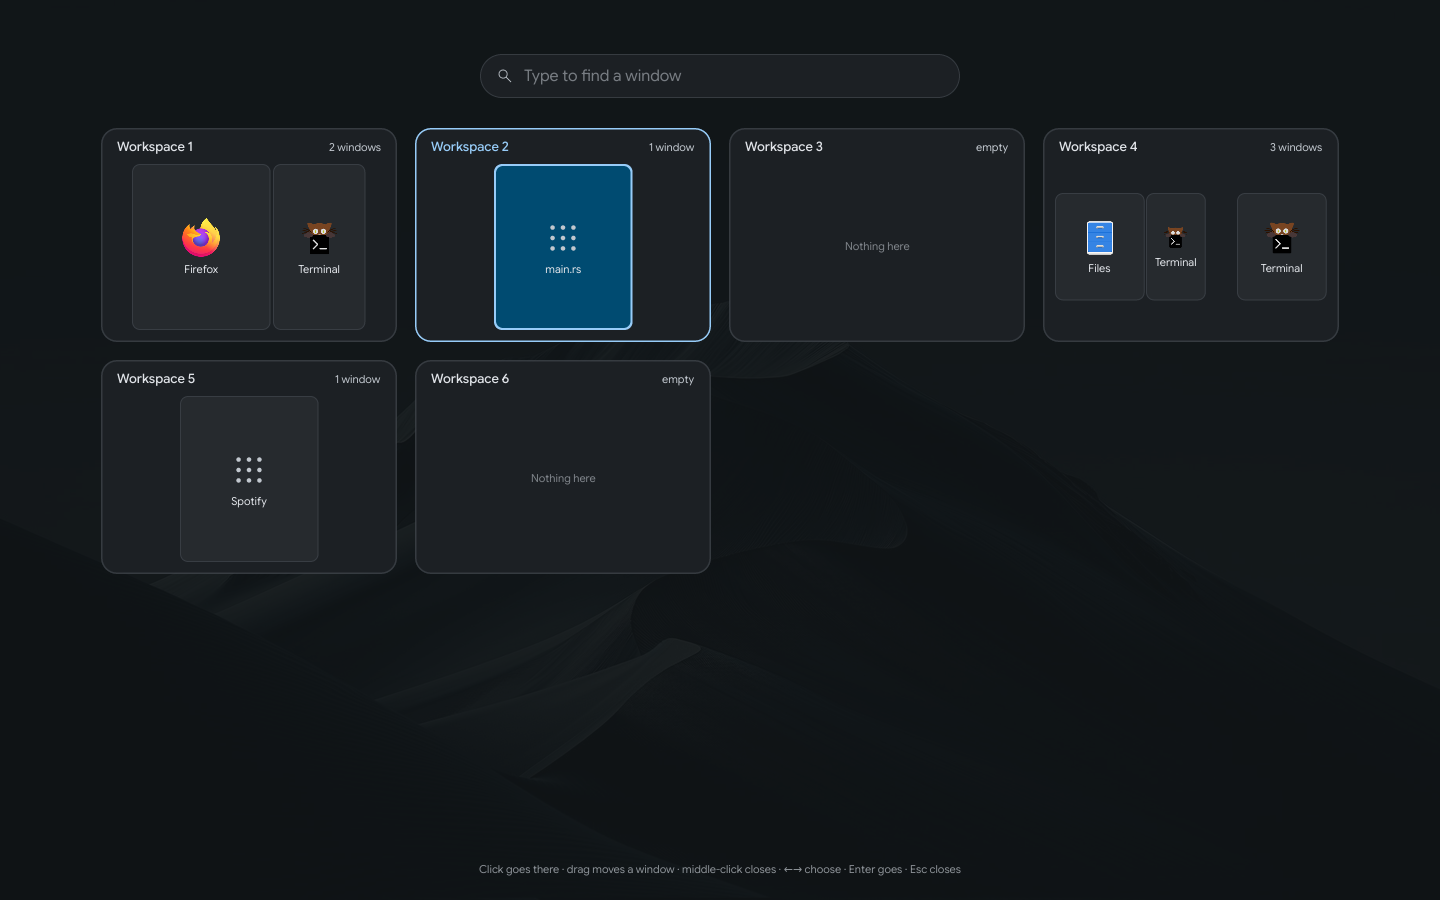 Type to find a window
Workspace 1
2 windows
Firefox
Terminal
Workspace 2
1 window
main.rs
Workspace 3
empty
Nothing here
Workspace 4
3 windows
Files
Terminal
Terminal
Workspace 5
1 window
Spotify
Workspace 6
empty
Nothing here
Click goes there · drag moves a window · middle-click closes · ←→ choose · Enter goes · Esc closes